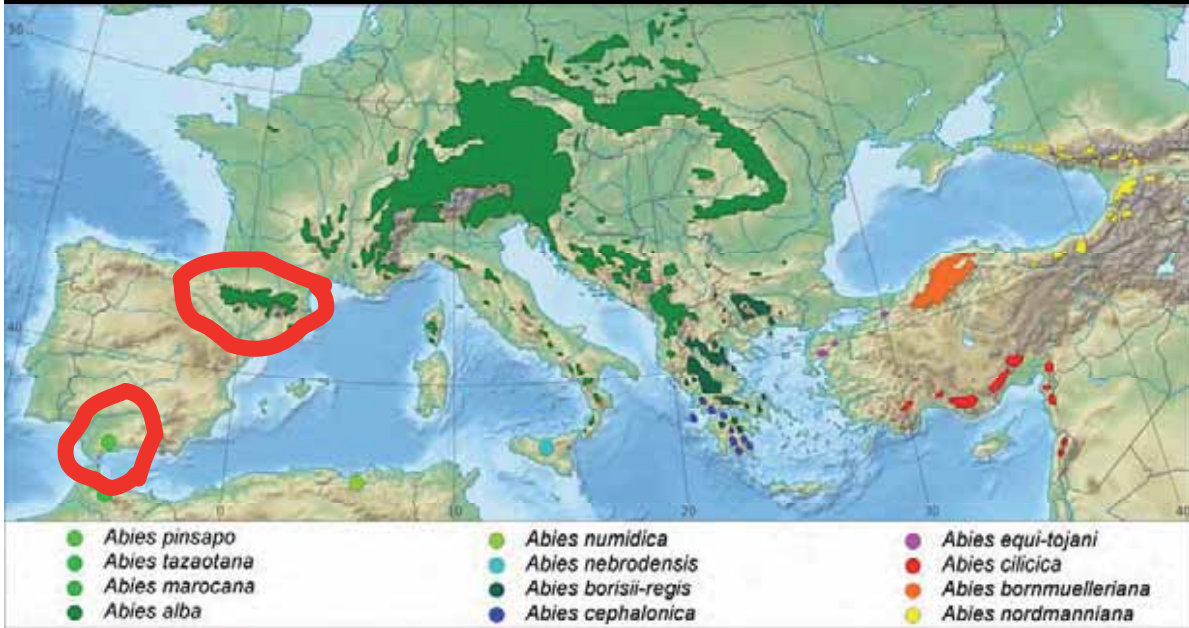 50
40
0
10
20
30
40
Abies pinsapo
Abies tazaotana
Abies marocana
Abies alba
Abies numidica
Abies nebrodensis
Abies borisii-regis
Abies cephalonica
Abies equi-tojani
Abies cilicica
Abies bornmuelleriana
Abies nordmanniana